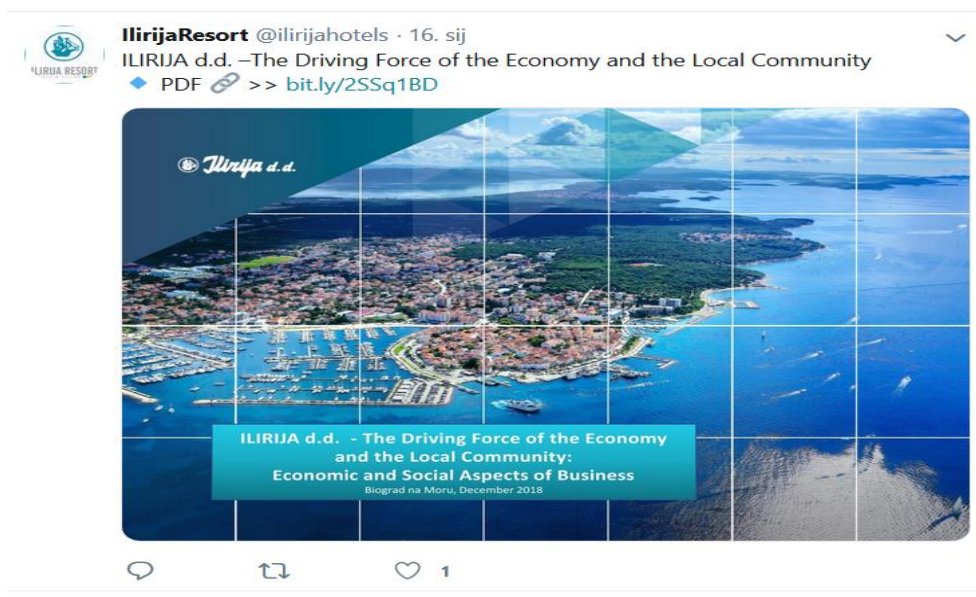 IlirijaResort @ilirijahotels · 16. sij
ILIRIJA RESORT
ILIRIJA d.d. –The Driving Force of the Economy and the Local Community
PDF >> bit.ly/2SSq1BD
Ilirija d.d.
ILIRIJA d.d. - The Driving Force of the Economy
and the Local Community:
Economic and Social Aspects of Business
Biograd na Moru, December 2018
1